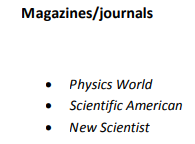 Magazines/journals
• Physics World
• Scientific American
• New Scientist